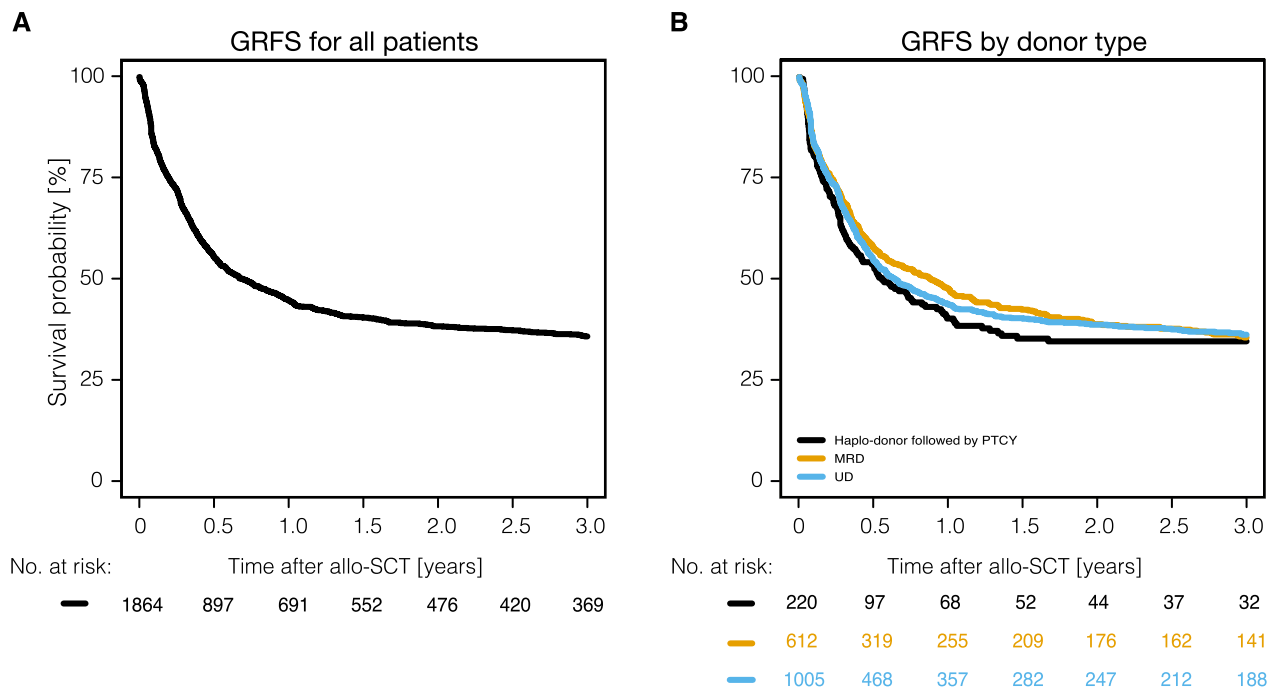 A
GRFS for all patients
100
75
50
25
0
Survival probability [%]
0 0.5 1.0 1.5 2.0 2.5 3.0
No. at risk: Time after allo-SCT [years]
1864 897 691 552 476 420 369
B
GRFS by donor type
100
75
50
25
0
Haplo-donor followed by PTCY
MRD
UD
0 0.5 1.0 1.5 2.0 2.5 3.0
No. at risk: Time after allo-SCT [years]
220 97 68 52 44 37 32
612 319 255 209 176 162 141
1005 468 357 282 247 212 188